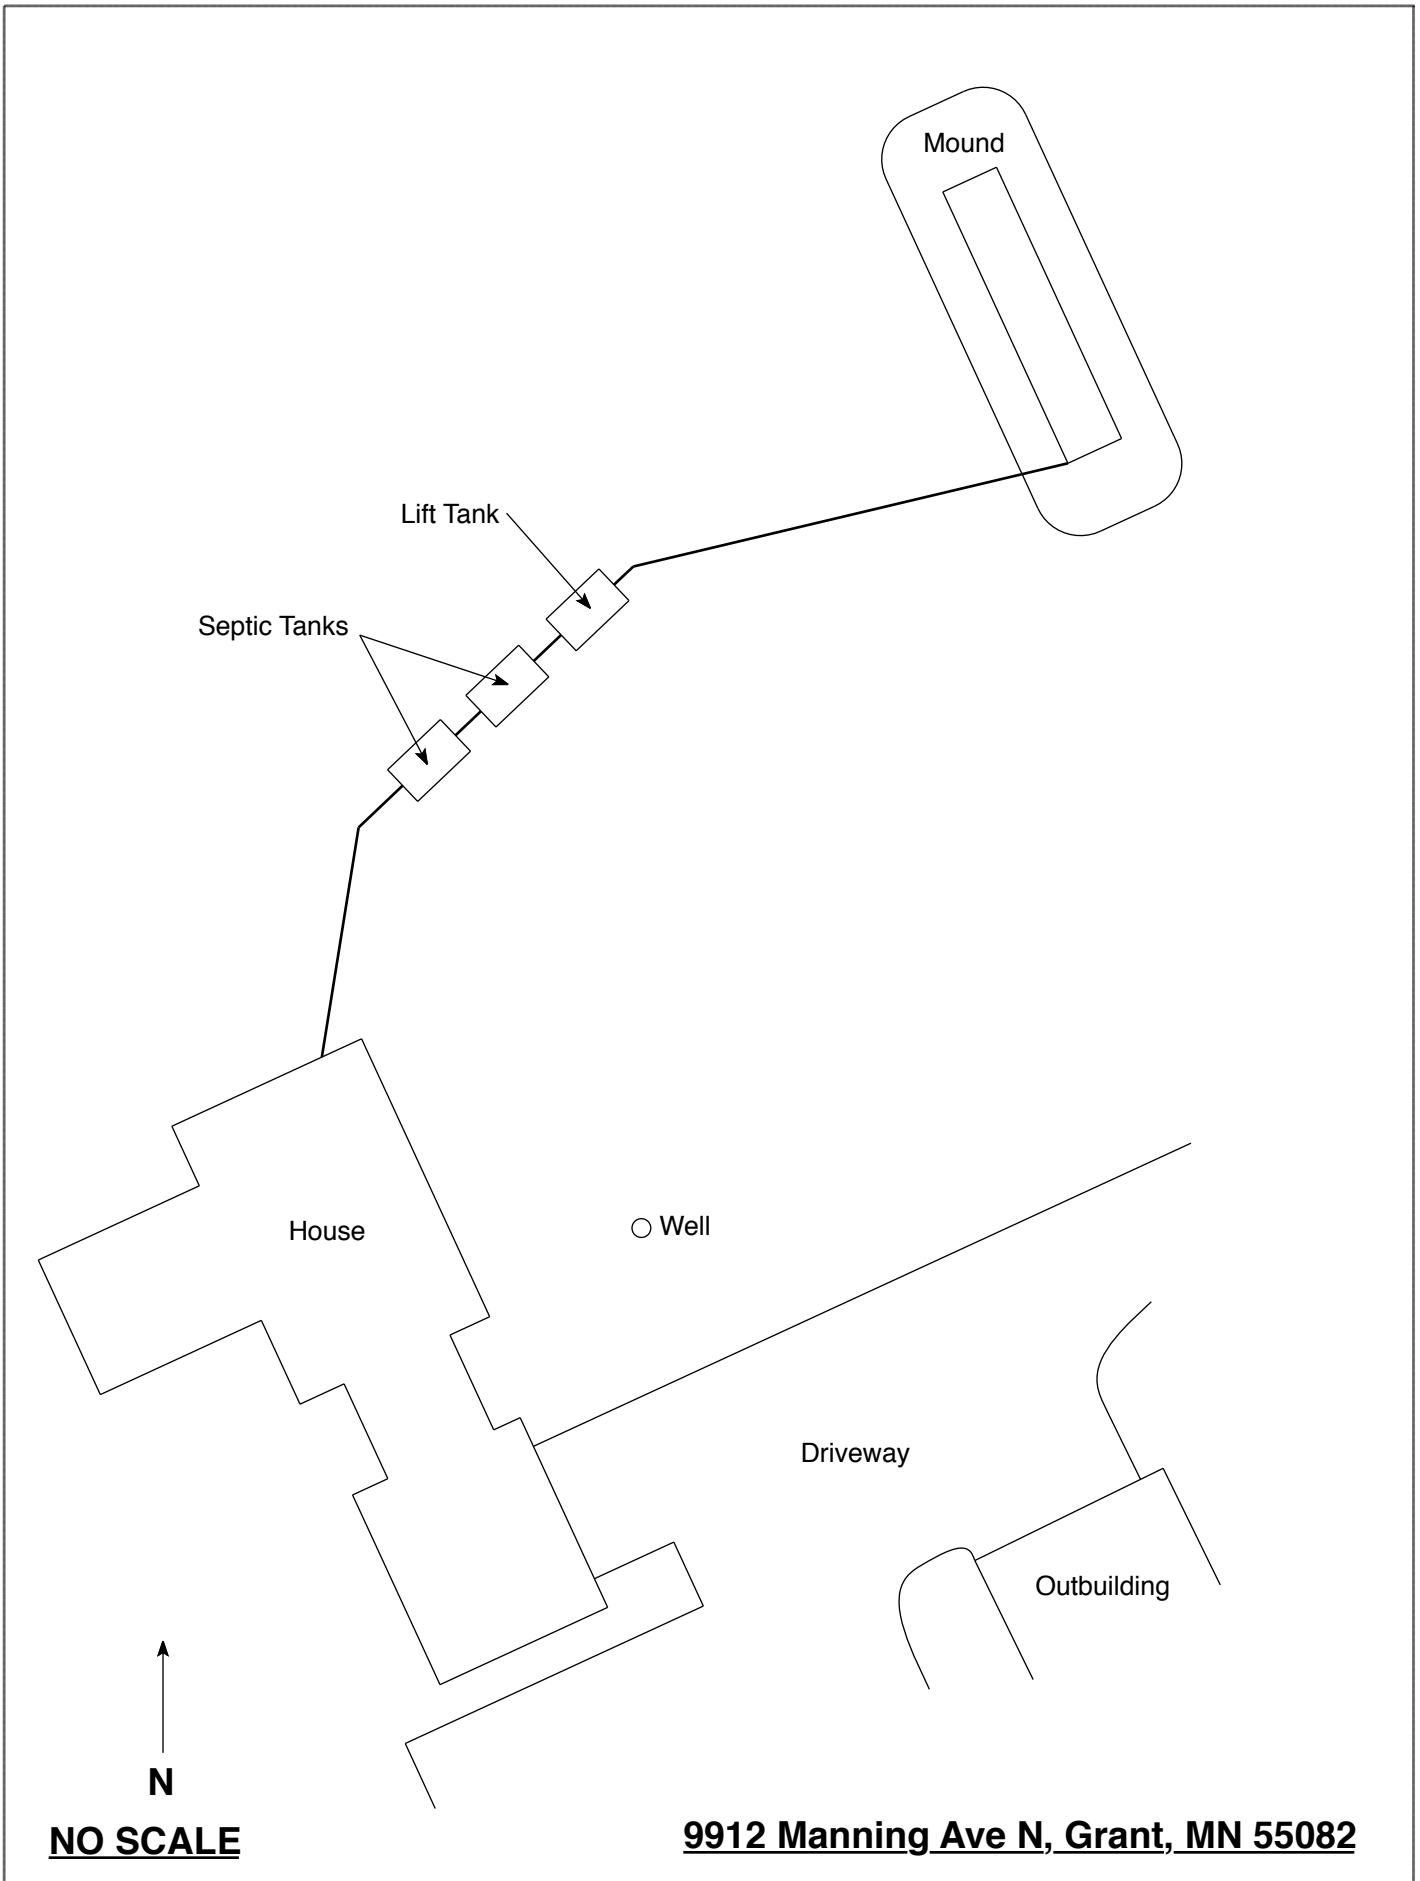 Mound
Lift Tank
Septic Tanks
House
Well
Driveway
Outbuilding
N
NO SCALE
9912 Manning Ave N, Grant, MN 55082